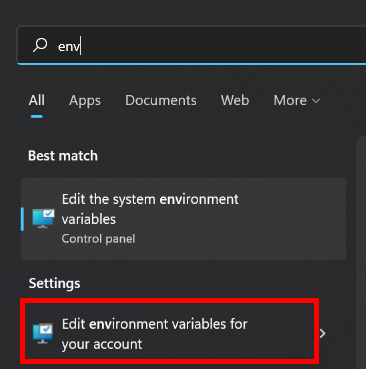 env
All Apps Documents Web More
Best match
Edit the system environment
variables
Control panel
Settings
Edit environment variables for
your account